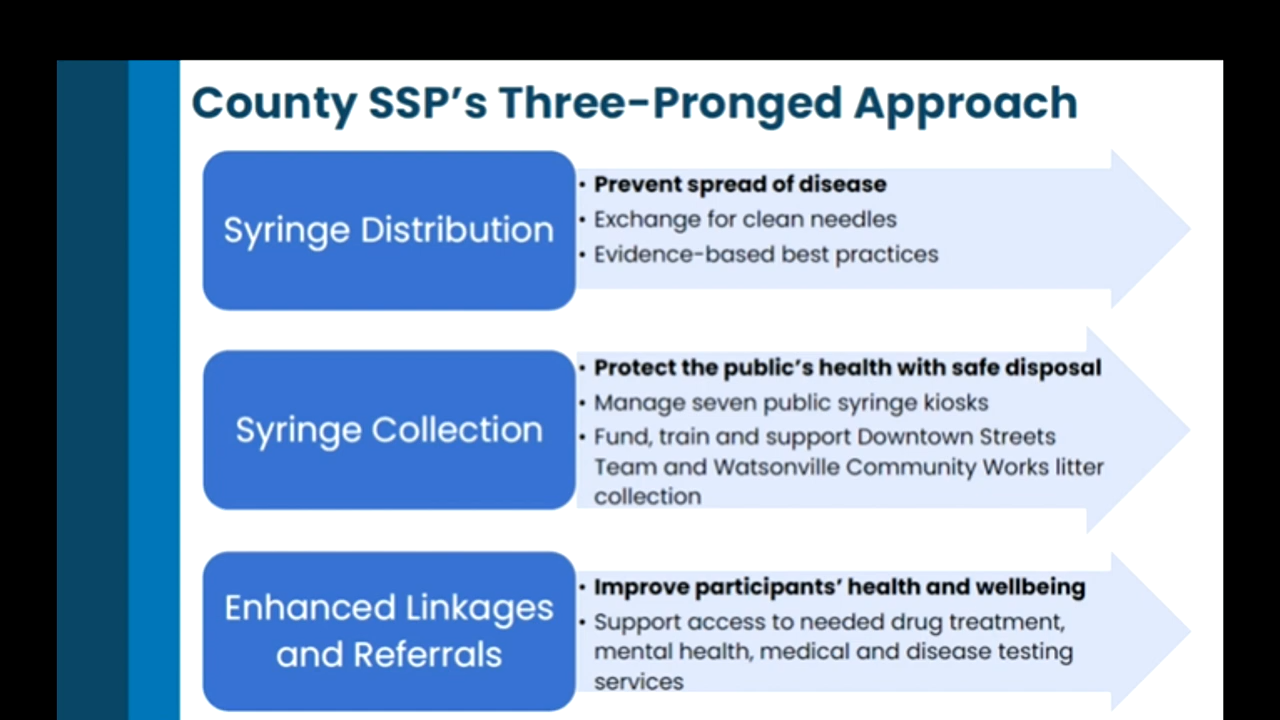 County SSP's Three-Pronged Approach
Syringe Distribution
• Prevent spread of disease
• Exchange for clean needles
• Evidence-based best practices
Syringe Collection
• Protect the public's health with safe disposal
• Manage seven public syringe kiosks
• Fund, train and support Downtown Streets
Team and Watsonville Community Works litter
collection
Enhanced Linkages
and Referrals
• Improve participants' health and wellbeing
• Support access to needed drug treatment,
mental health, medical and disease testing
services